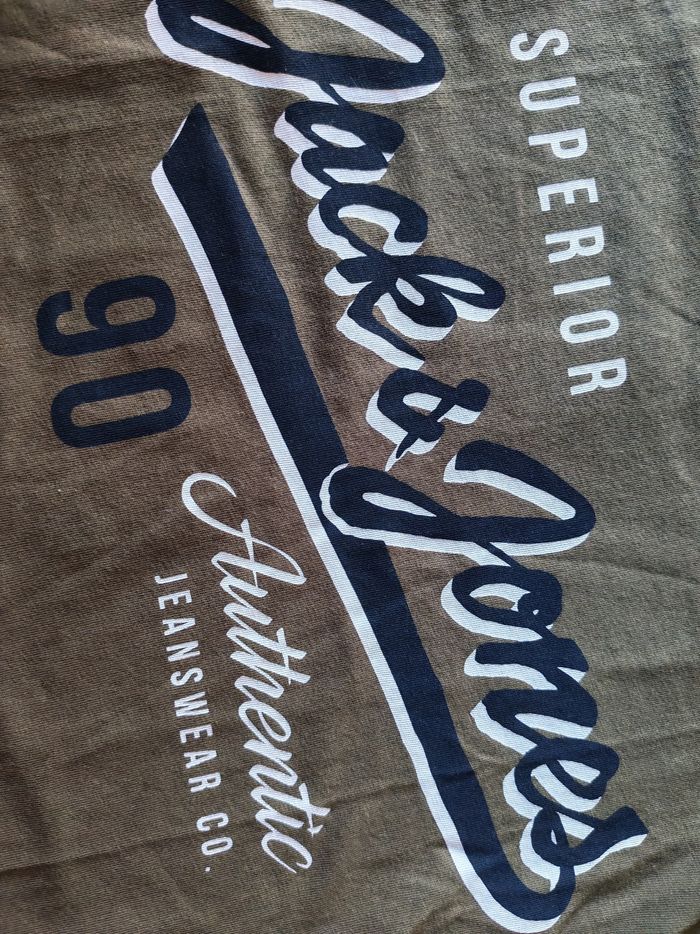 SUPERIOR
Jack & Jones
90
Authentic
JEANSWEAR CO.